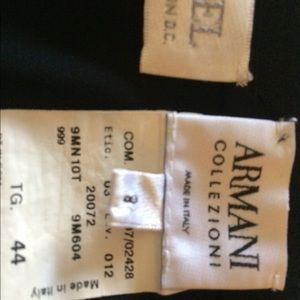 EL
N D.C.
ARMANI
COLLEZIONI
MADE IN ITALY
8
COM. 07/02428
Etic. 012
9MN10T 9M604
20072
999
TG. 44
Made in Italy